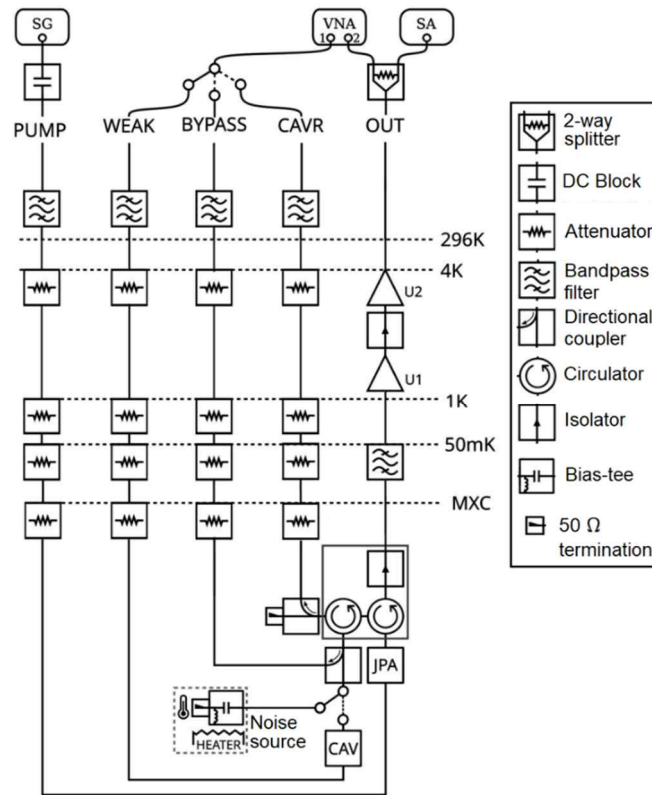 SG
VNA
1 2
SA
PUMP
WEAK
BYPASS
CAVR
OUT
296K
4K
U2
U1
1K
50mK
MXC
JPA
Noise
source
HEATER
CAV
2-way
splitter
DC Block
Attenuator
Bandpass
filter
Directional
coupler
Circulator
Isolator
Bias-tee
50 Ω
termination